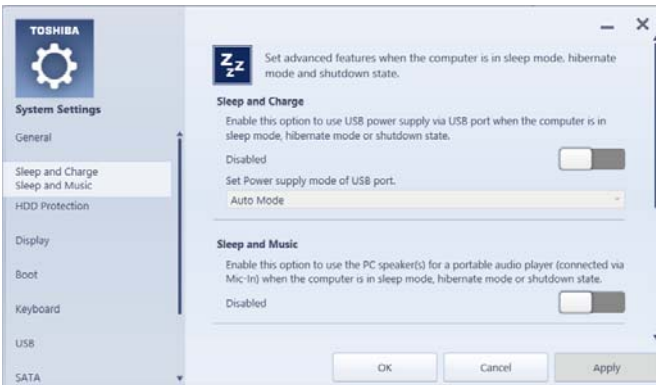 TOSHIBA
System Settings
General
Sleep and Charge
Sleep and Music
HDD Protection
Display
Boot
Keyboard
USB
SATA
zzz
Set advanced features when the computer is in sleep mode, hibernate
mode and shutdown state.
Sleep and Charge
Enable this option to use USB power supply via USB port when the computer is in
sleep mode, hibernate mode or shutdown state.
Disabled
Set Power supply mode of USB port.
Auto Mode
Sleep and Music
Enable this option to use the PC speaker(s) for a portable audio player (connected via
Mic-In) when the computer is in sleep mode, hibernate mode or shutdown state.
Disabled
OK
Cancel
Apply